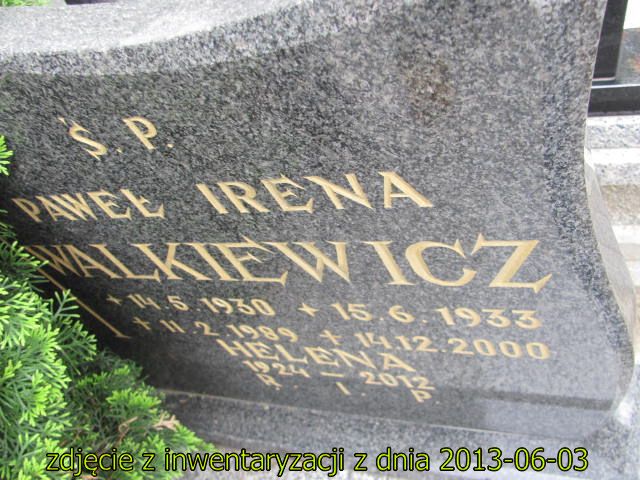 Ś. P.
PAWEŁ IRENA
WALKIEWICZ
* 14.5.1930 * 15.6.1933
+ 11.2.1989 + 14.12.2000
HELENA
1924 - 2012
R. I. P.
zdjęcie z inwentaryzacji z dnia 2013-06-03